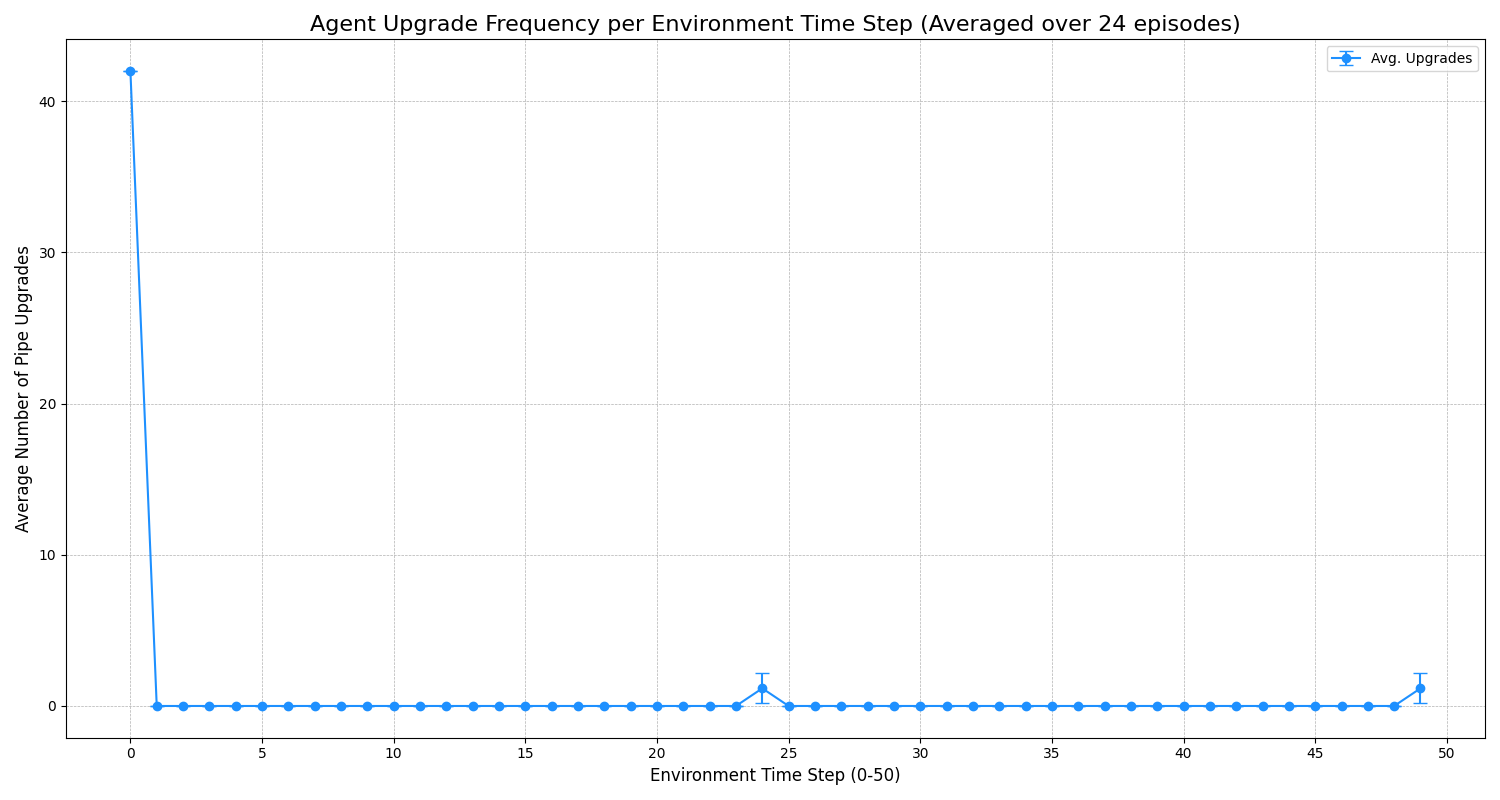 Agent Upgrade Frequency per Environment Time Step (Averaged over 24 episodes)
Avg. Upgrades
Average Number of Pipe Upgrades
40
30
20
10
0
0 5 10 15 20 25 30 35 40 45 50
Environment Time Step (0-50)